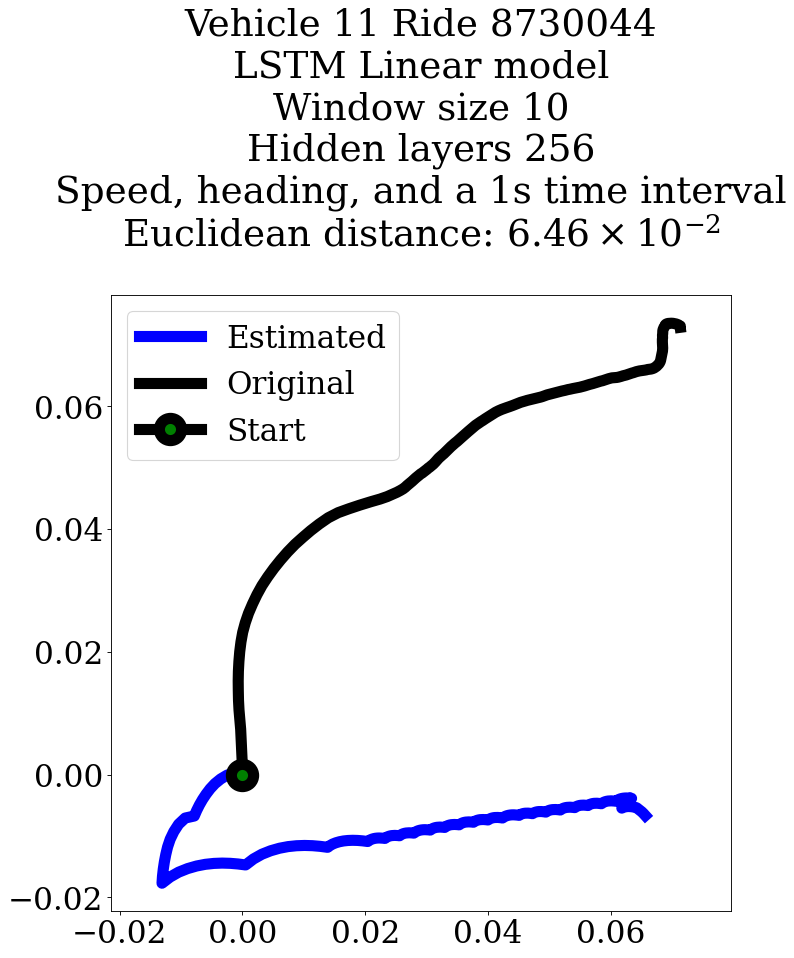 Vehicle 11 Ride 8730044
LSTM Linear model
Window size 10
Hidden layers 256
Speed, heading, and a 1s time interval
Euclidean distance: 6.46 × 10⁻²
Estimated
Original
Start
0.06
0.04
0.02
0.00
−0.02
−0.02 0.00 0.02 0.04 0.06